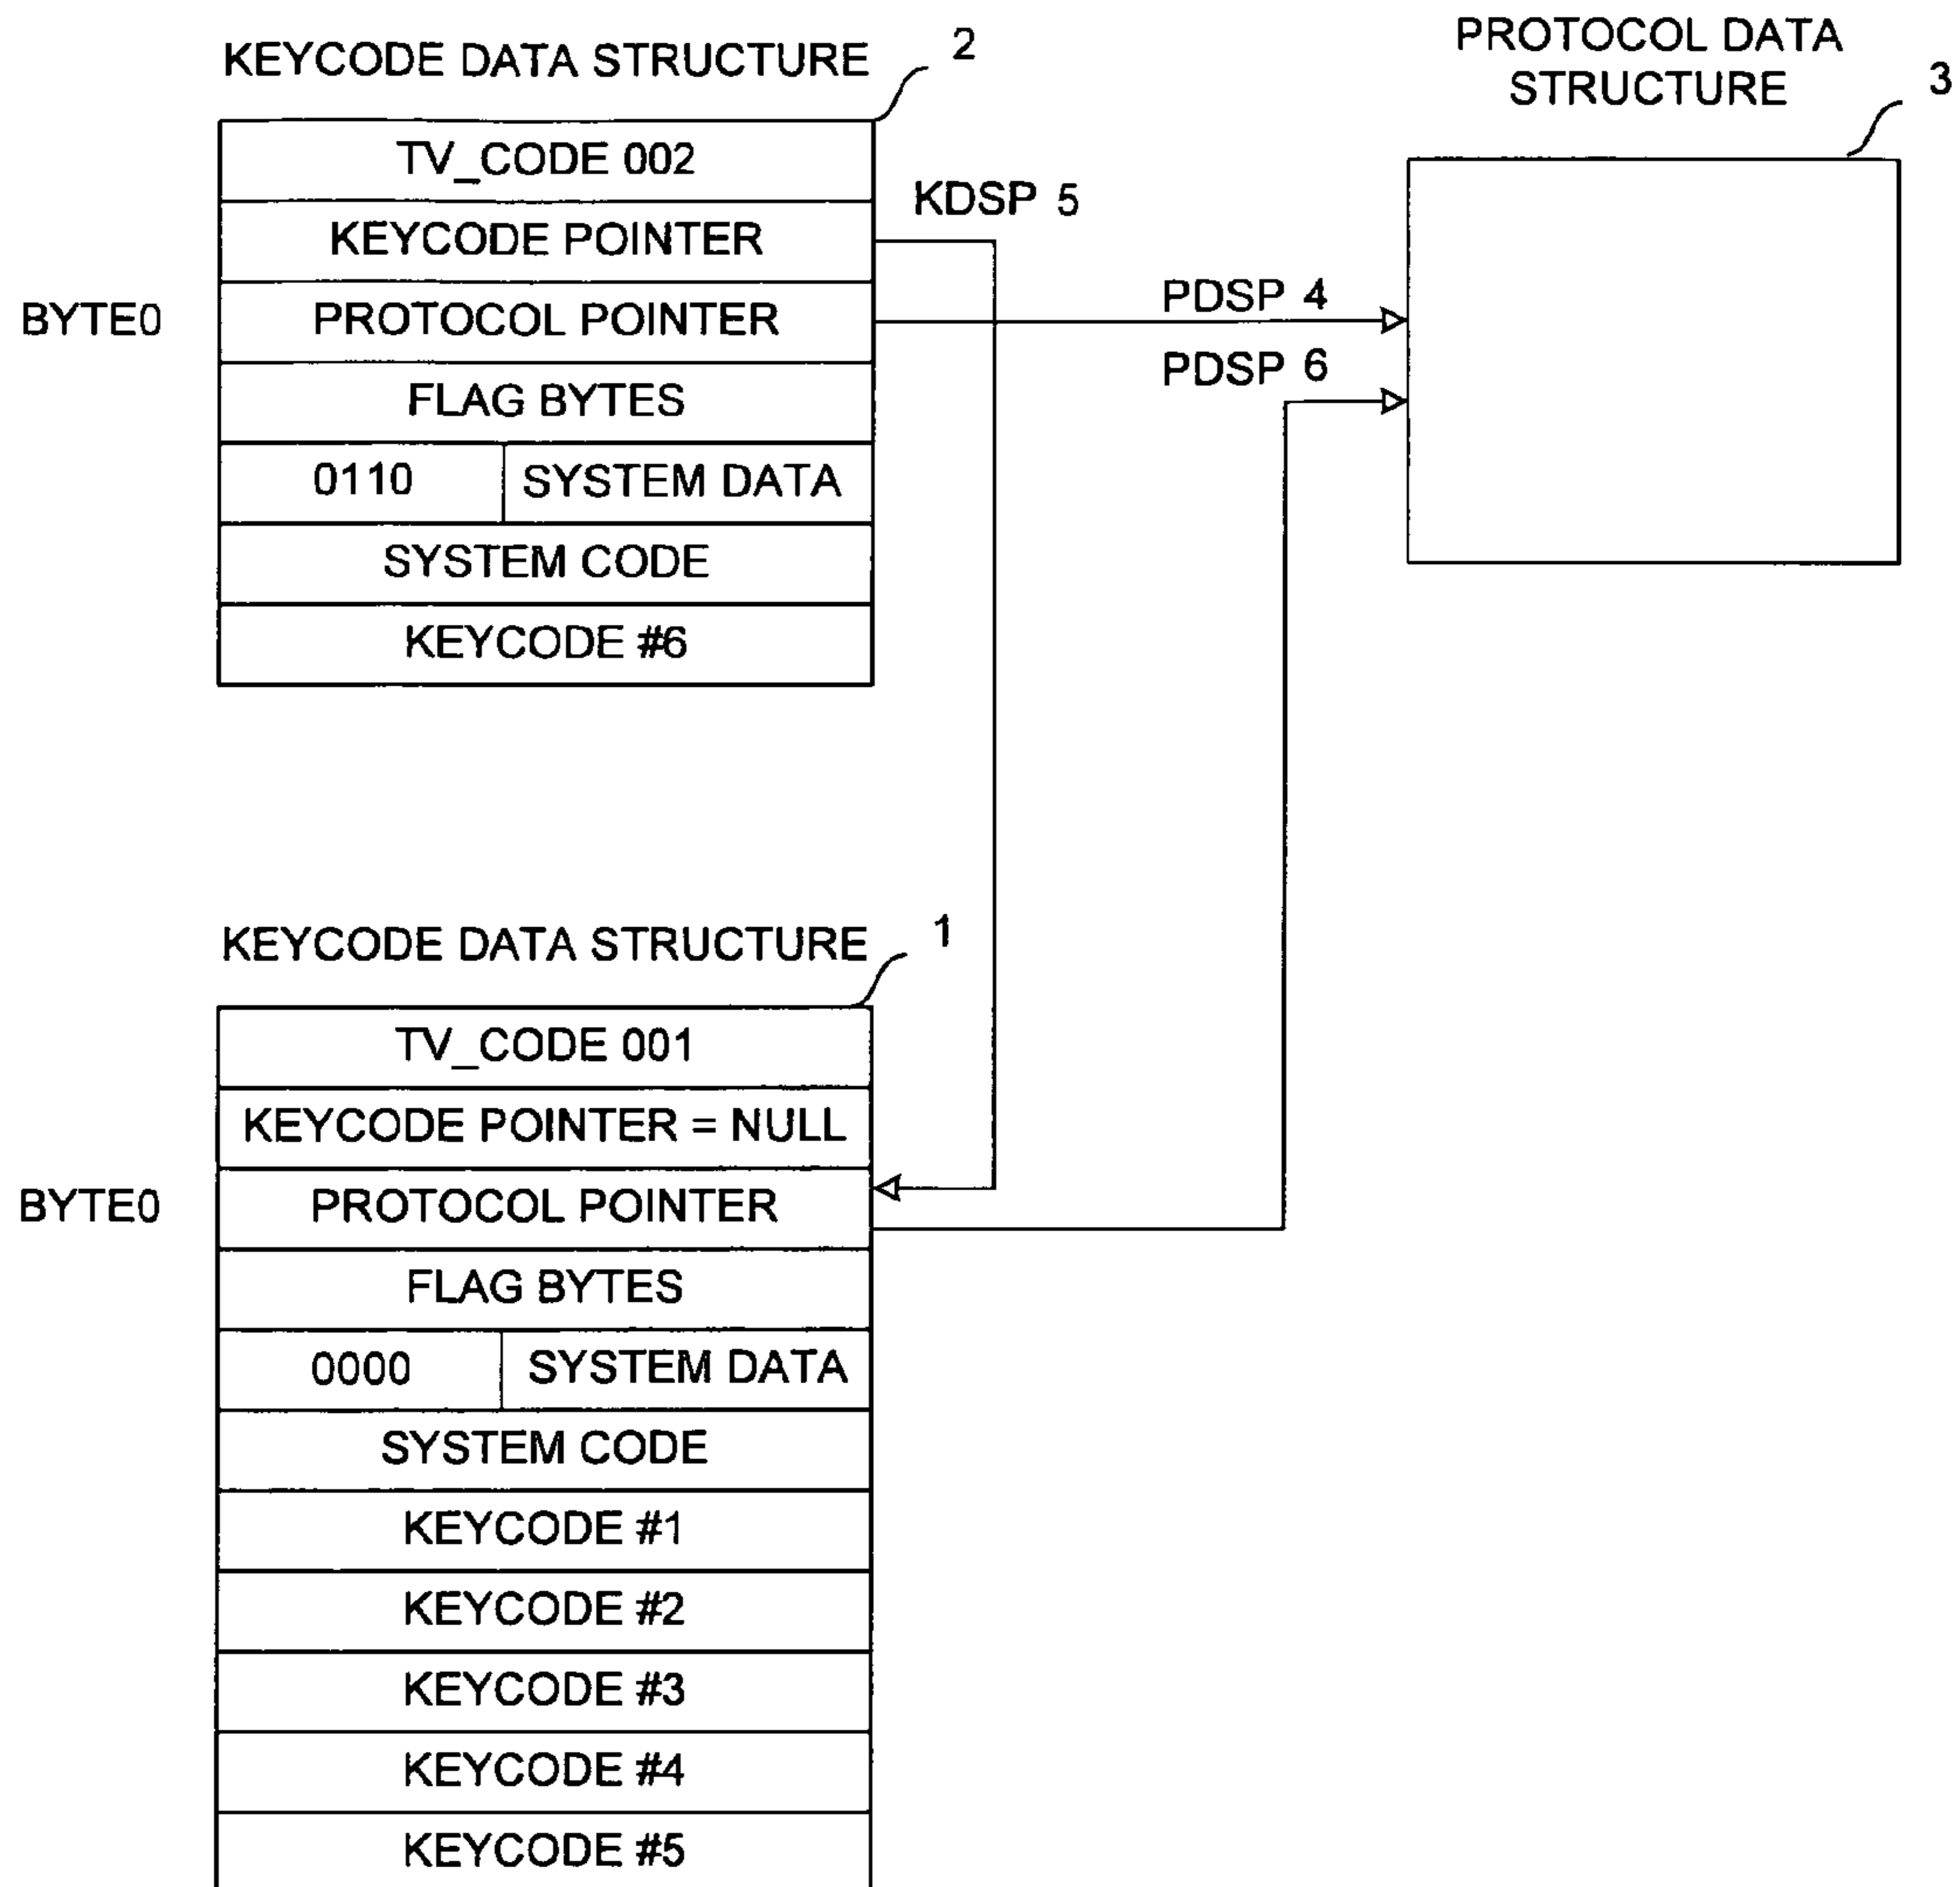 KEYCODE DATA STRUCTURE
2
TV_CODE 002
KEYCODE POINTER
BYTE0
PROTOCOL POINTER
FLAG BYTES
0110
SYSTEM DATA
SYSTEM CODE
KEYCODE #6
KDSP 5
PDSP 4
PDSP 6
PROTOCOL DATA
STRUCTURE
3
KEYCODE DATA STRUCTURE
1
TV_CODE 001
KEYCODE POINTER = NULL
BYTE0
PROTOCOL POINTER
FLAG BYTES
0000
SYSTEM DATA
SYSTEM CODE
KEYCODE #1
KEYCODE #2
KEYCODE #3
KEYCODE #4
KEYCODE #5